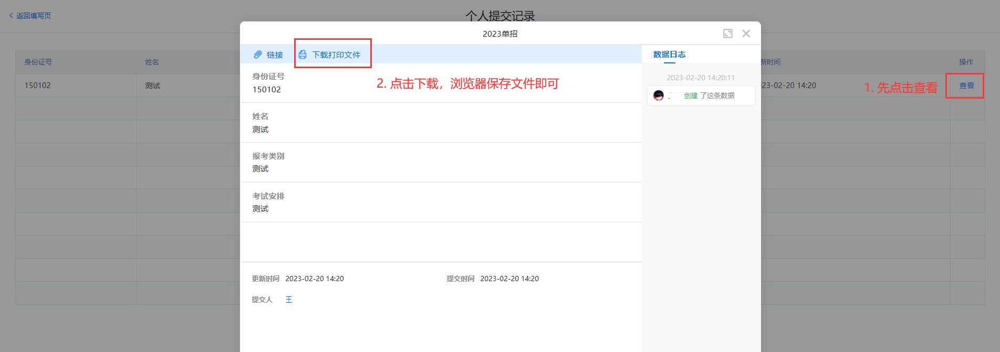 返回填写页
个人提交记录
2023单招
链接
下载打印文件
数据日志
身份证号
姓名
新时间
操作
身份证号
150102
2. 点击下载，浏览器保存文件即可
2023-02-20 14:20:11
创建 了这条数据
150102
测试
23-02-20 14:20
1. 先点击查看
查看
姓名
测试
报考类别
测试
考试安排
测试
更新时间 2023-02-20 14:20
提交时间 2023-02-20 14:20
提交人 王